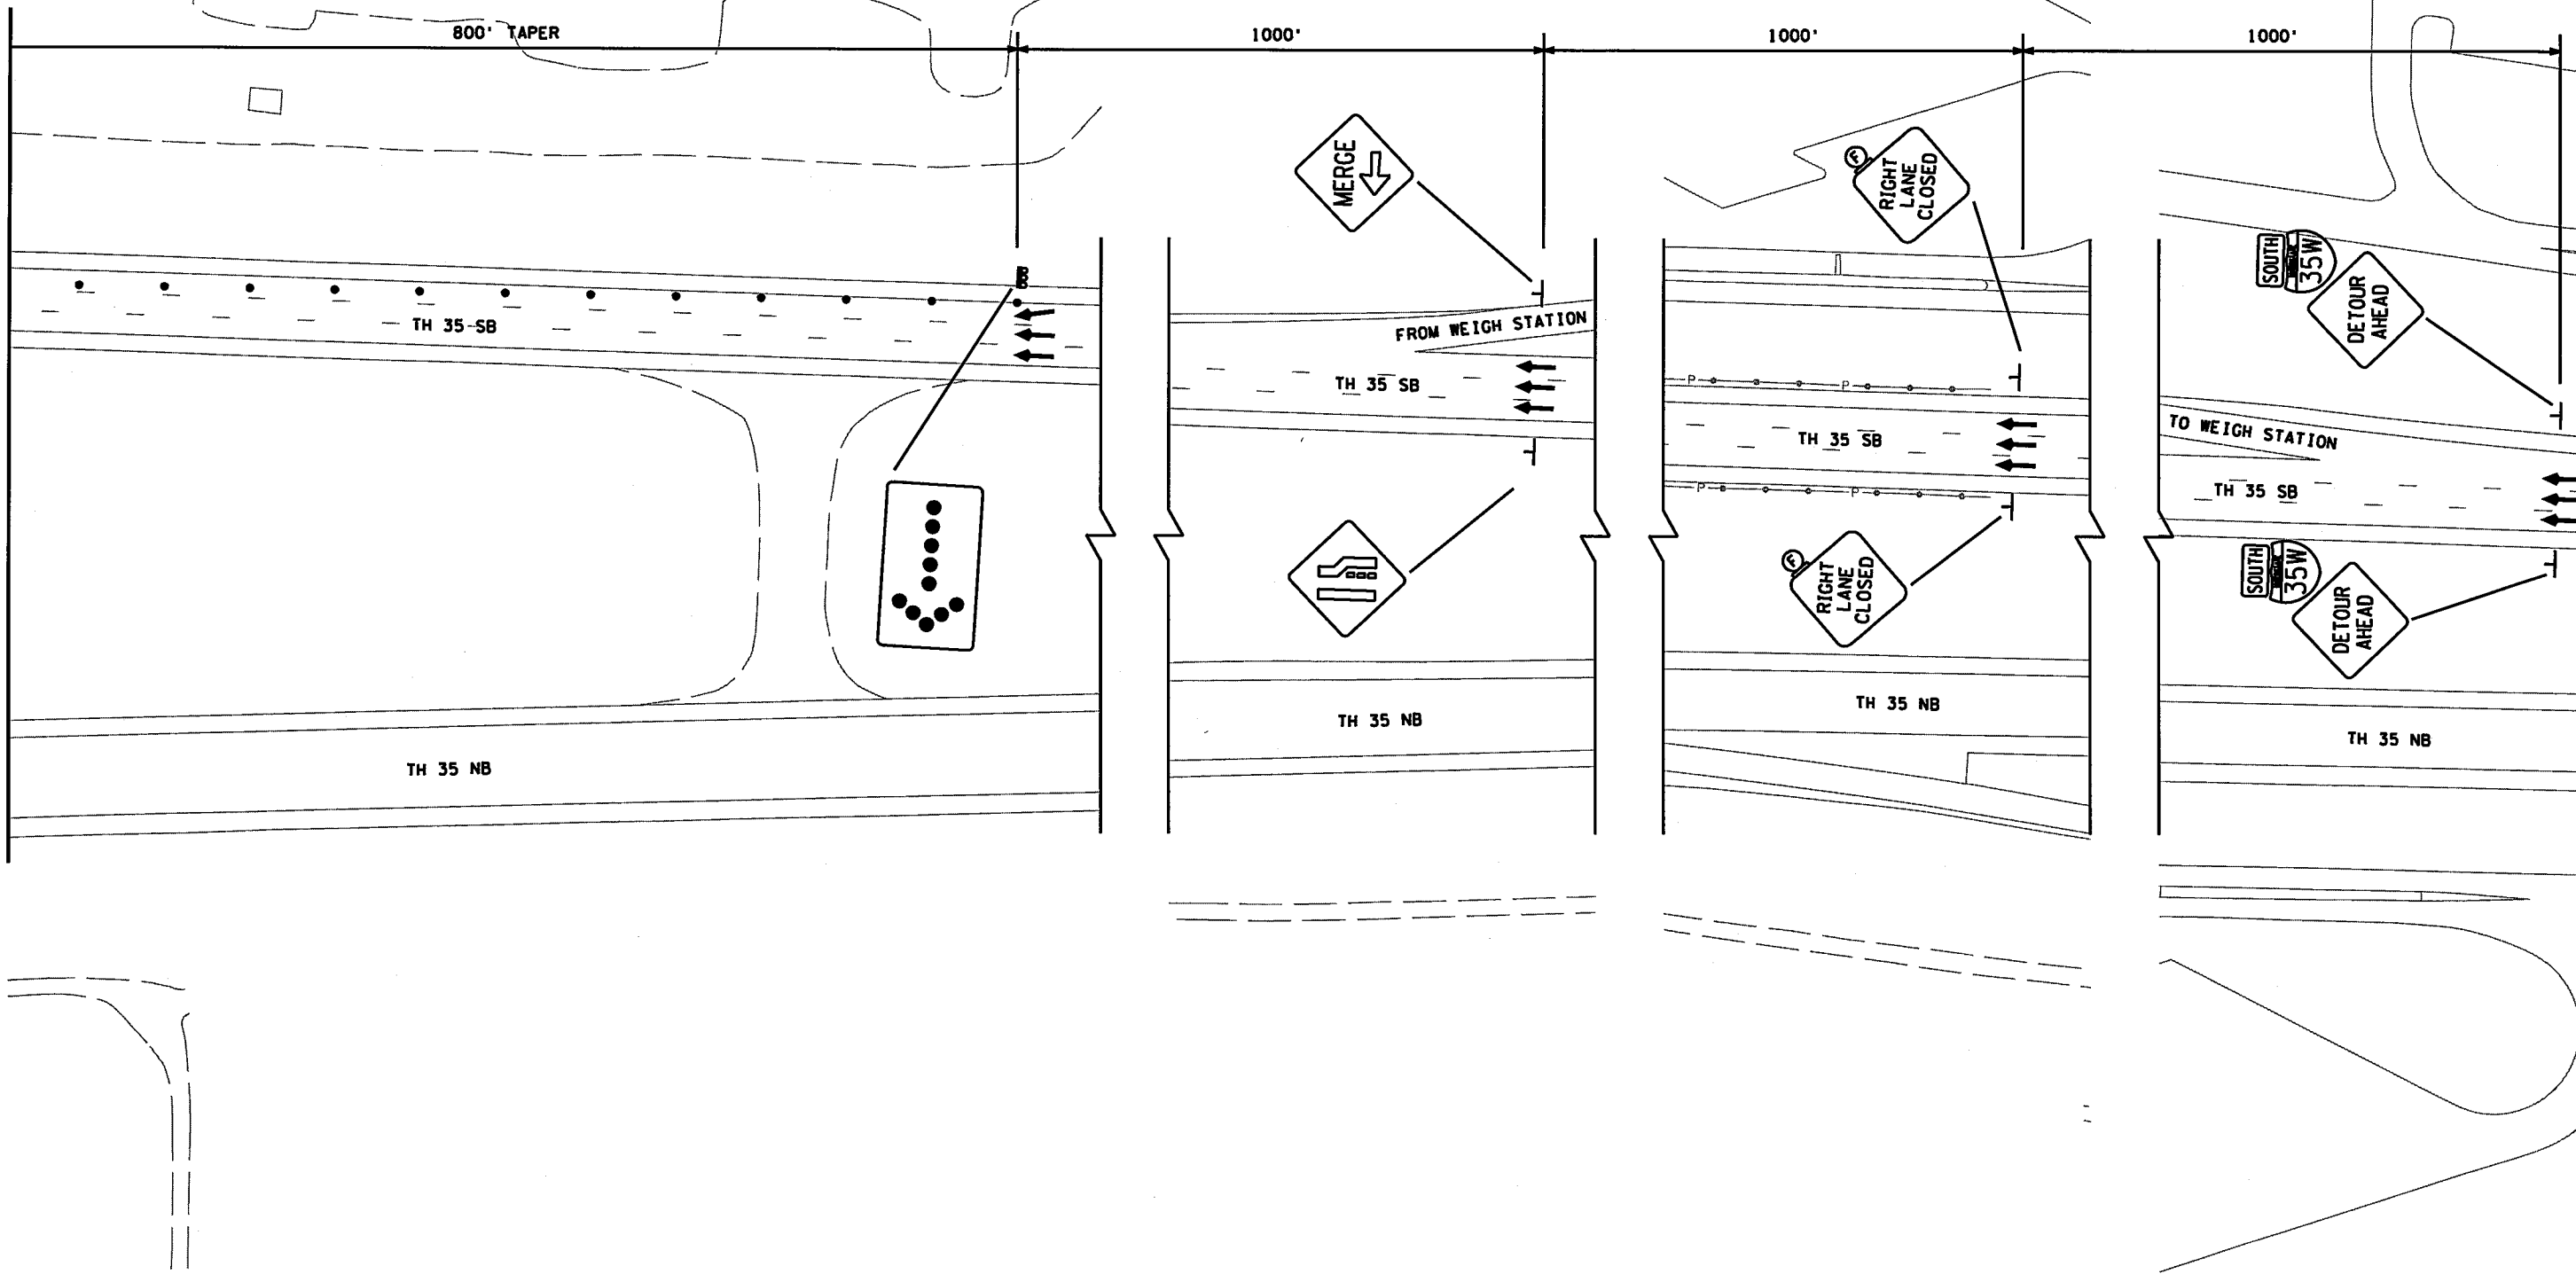 800' TAPER
1000'
1000'
1000'
MERGE
F
RIGHT
LANE
CLOSED
SOUTH
35W
DETOUR
AHEAD
TH 35 SB
FROM WEIGH STATION
TH 35 SB
P
P
TH 35 SB
TO WEIGH STATION
TH 35 SB
P
P
F
RIGHT
LANE
CLOSED
SOUTH
35W
DETOUR
AHEAD
TH 35 NB
TH 35 NB
TH 35 NB
TH 35 NB